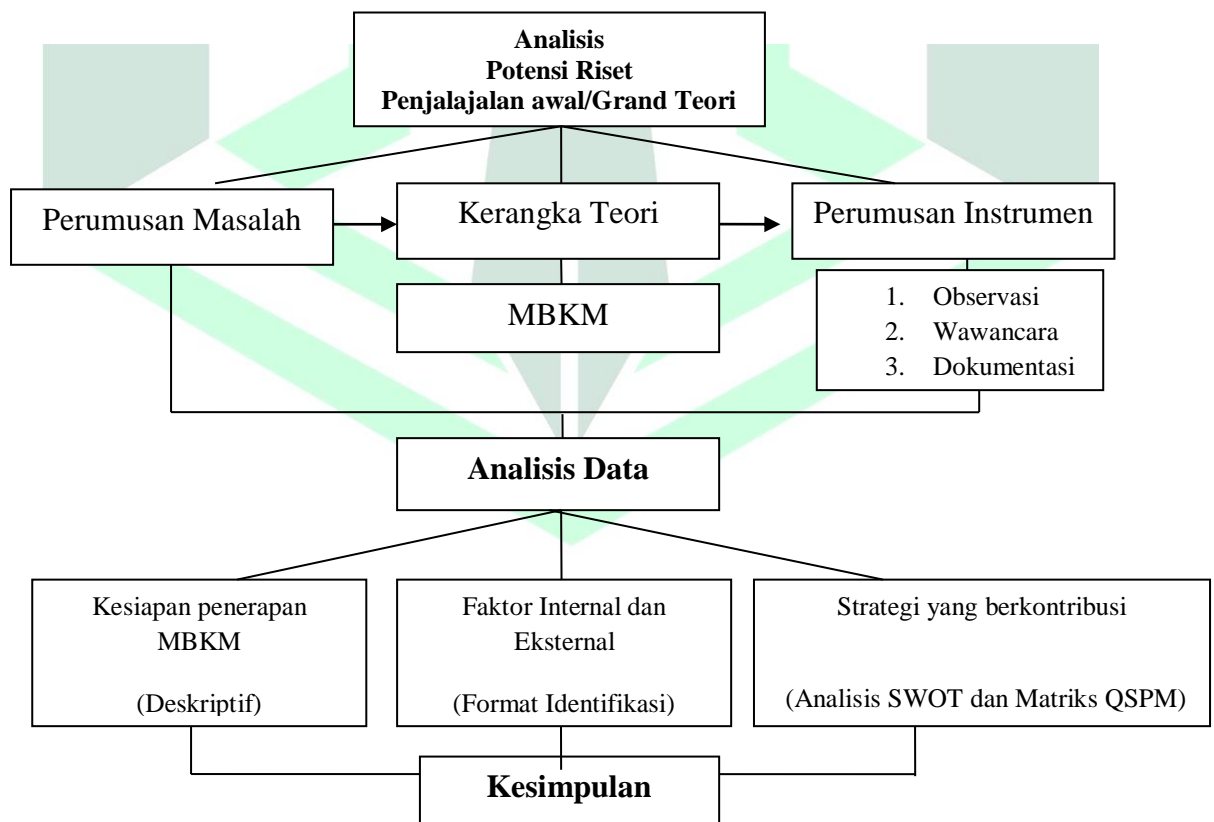 Analisis
Potensi Riset
Penjalajalan awal/Grand Teori
Perumusan Masalah
Kerangka Teori
Perumusan Instrumen
MBKM
1. Observasi
2. Wawancara
3. Dokumentasi
Analisis Data
Kesiapan penerapan
MBKM
(Deskriptif)
Faktor Internal dan
Eksternal
(Format Identifikasi)
Strategi yang berkontribusi
(Analisis SWOT dan Matriks QSPM)
Kesimpulan